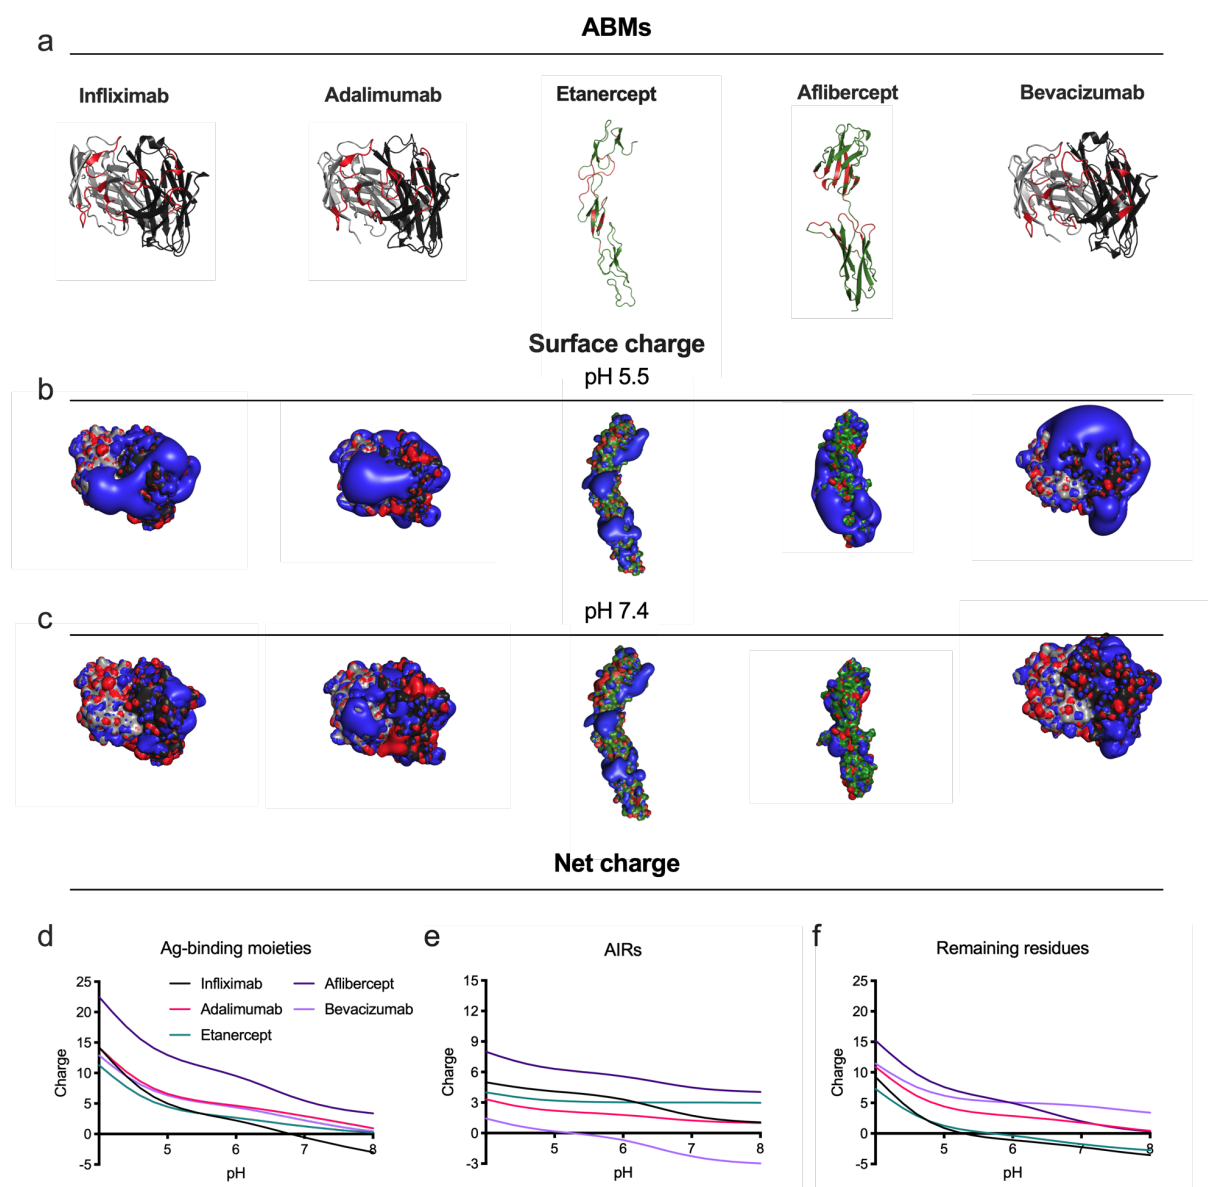 a
ABMs
Infliximab
Adalimumab
Etanercept
Aflibercept
Bevacizumab
Surface charge
b
pH 5.5
c
pH 7.4
Net charge
d
Ag-binding moieties
Infliximab
Adalimumab
Etanercept
Aflibercept
Bevacizumab
Charge
25
20
15
10
5
0
-5
5
6
7
8
pH
e
AIRs
Charge
15
12
9
6
3
0
-3
5
6
7
8
pH
f
Remaining residues
Charge
25
20
15
10
5
0
-5
5
6
7
8
pH